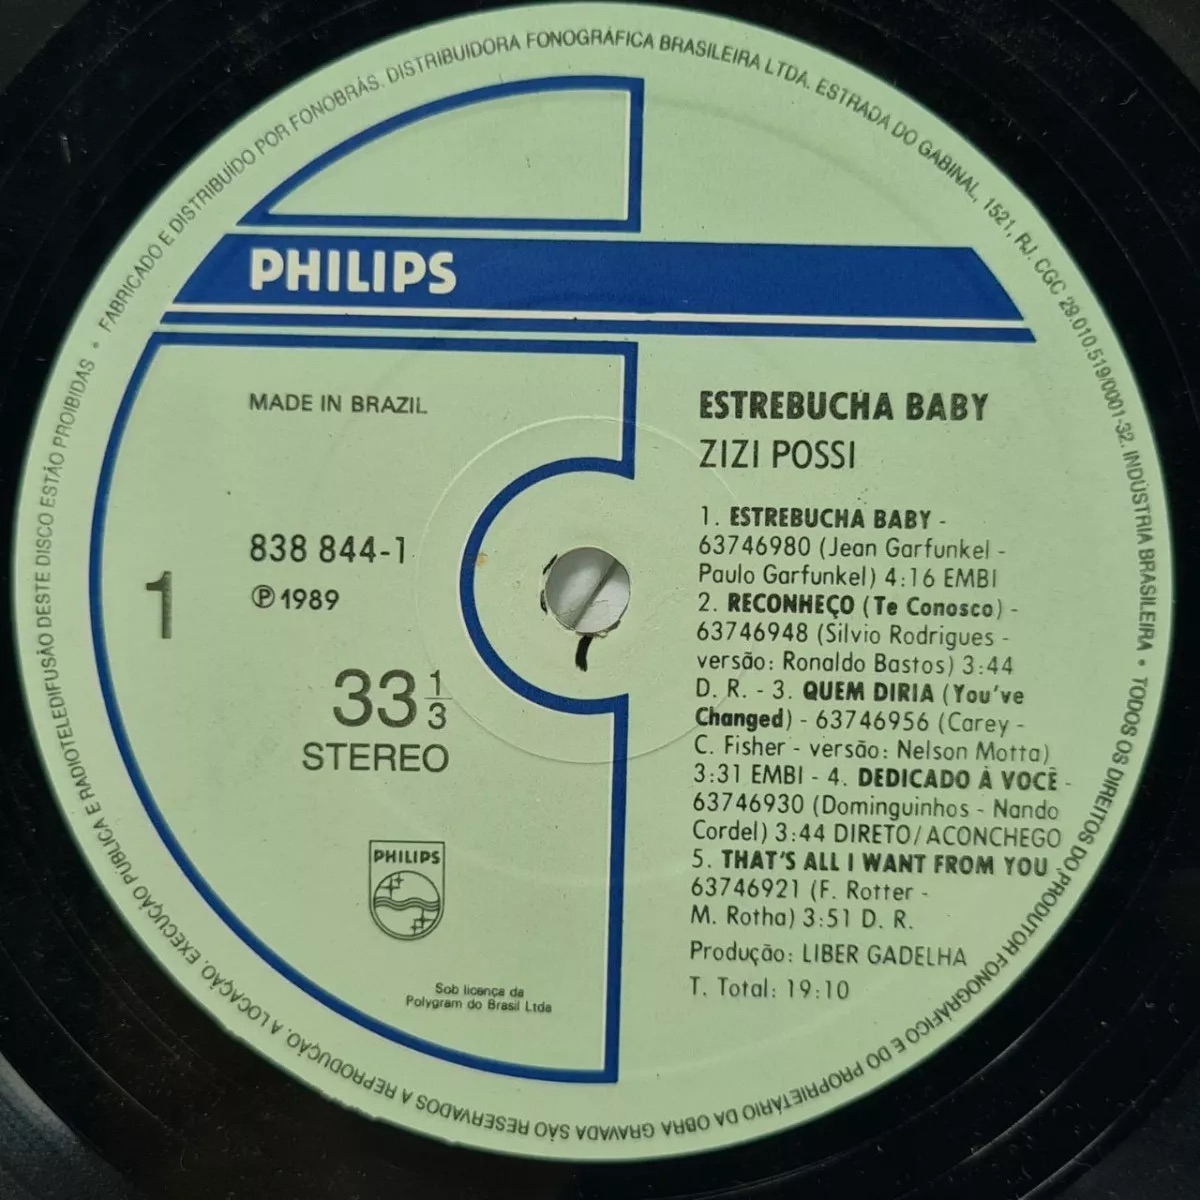 FABRICADO E DISTRIBUÍDO POR FONOBRÁS. DISTRIBUIDORA FONOGRÁFICA BRASILEIRA LTDA. ESTRADA DO GABINAL, 1521, RJ. CGC 29.010.519/0001-32. INDÚSTRIA BRASILEIRA • TODOS OS DIREITOS DO PRODUTOR FONOGRÁFICO E DO PROPRIETÁRIO DA OBRA GRAVADA SÃO RESERVADOS A REPRODUÇÃO, A LOCAÇÃO, EXECUÇÃO PÚBLICA E RADIOTELEDIFUSÃO DESTE DISCO ESTÃO PROIBIDAS •
PHILIPS
MADE IN BRAZIL
838 844-1
℗ 1989
1
33 1/3
STEREO
PHILIPS
Sob licença da
Polygram do Brasil Ltda
ESTREBUCHA BABY
ZIZI POSSI
1. ESTREBUCHA BABY -
63746980 (Jean Garfunkel -
Paulo Garfunkel) 4:16 EMBI
2. RECONHEÇO (Te Conosco) -
63746948 (Silvio Rodrigues -
versão: Ronaldo Bastos) 3:44
D. R. - 3. QUEM DIRIA (You've
Changed) - 63746956 (Carey -
C. Fisher - versão: Nelson Motta)
3:31 EMBI - 4. DEDICADO À VOCÊ -
63746930 (Dominguinhos - Nando
Cordel) 3:44 DIRETO/ACONCHEGO
5. THAT'S ALL I WANT FROM YOU
63746921 (F. Rotter -
M. Rotha) 3:51 D. R.
Produção: LIBER GADELHA
T. Total: 19:10